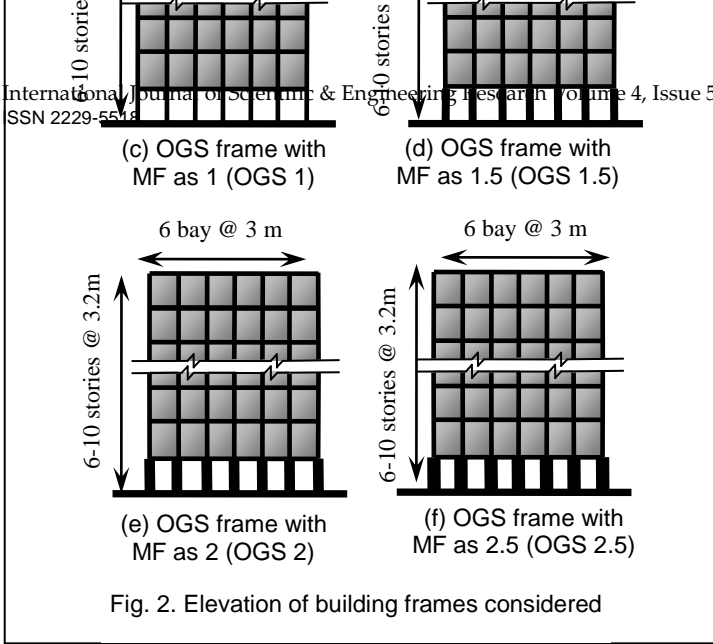 6-10 stories
6-10 stories
International Journal of Scientific & Engineering Research Volume 4, Issue 5
ISSN 2229-5518
(c) OGS frame with
MF as 1 (OGS 1)
(d) OGS frame with
MF as 1.5 (OGS 1.5)
6 bay @ 3 m
6-10 stories @ 3.2m
(e) OGS frame with
MF as 2 (OGS 2)
6 bay @ 3 m
6-10 stories @ 3.2m
(f) OGS frame with
MF as 2.5 (OGS 2.5)
Fig. 2. Elevation of building frames considered